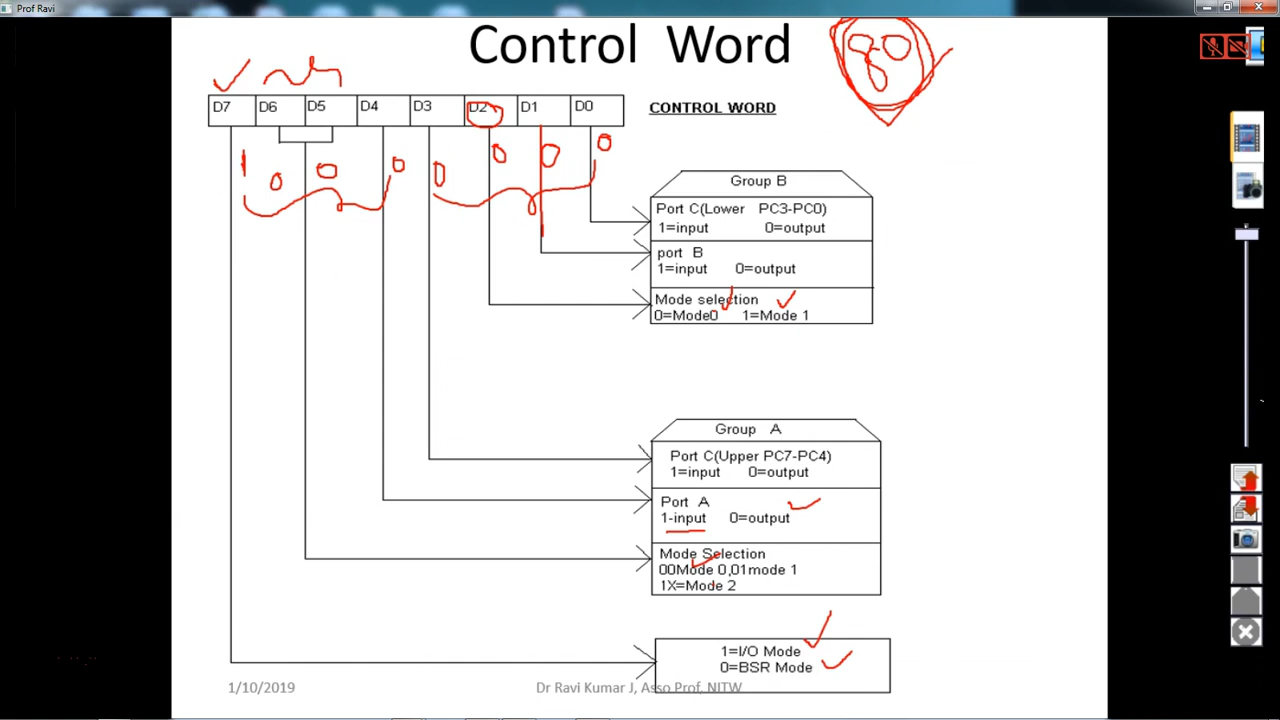 Prof Ravi
Control Word
80
D7 D6 D5 D4 D3 D2 D1 D0
CONTROL WORD
1 0 0 0 0 0 0 0
Group B
Port C(Lower PC3-PC0)
1=input 0=output
port B
1=input 0=output
Mode selection
0=Mode0 1=Mode 1
Group A
Port C(Upper PC7-PC4)
1=input 0=output
Port A
1-input 0=output
Mode Selection
00Mode 0,01mode 1
1X=Mode 2
1=I/O Mode
0=BSR Mode
1/10/2019
Dr Ravi Kumar J, Asso Prof, NITW